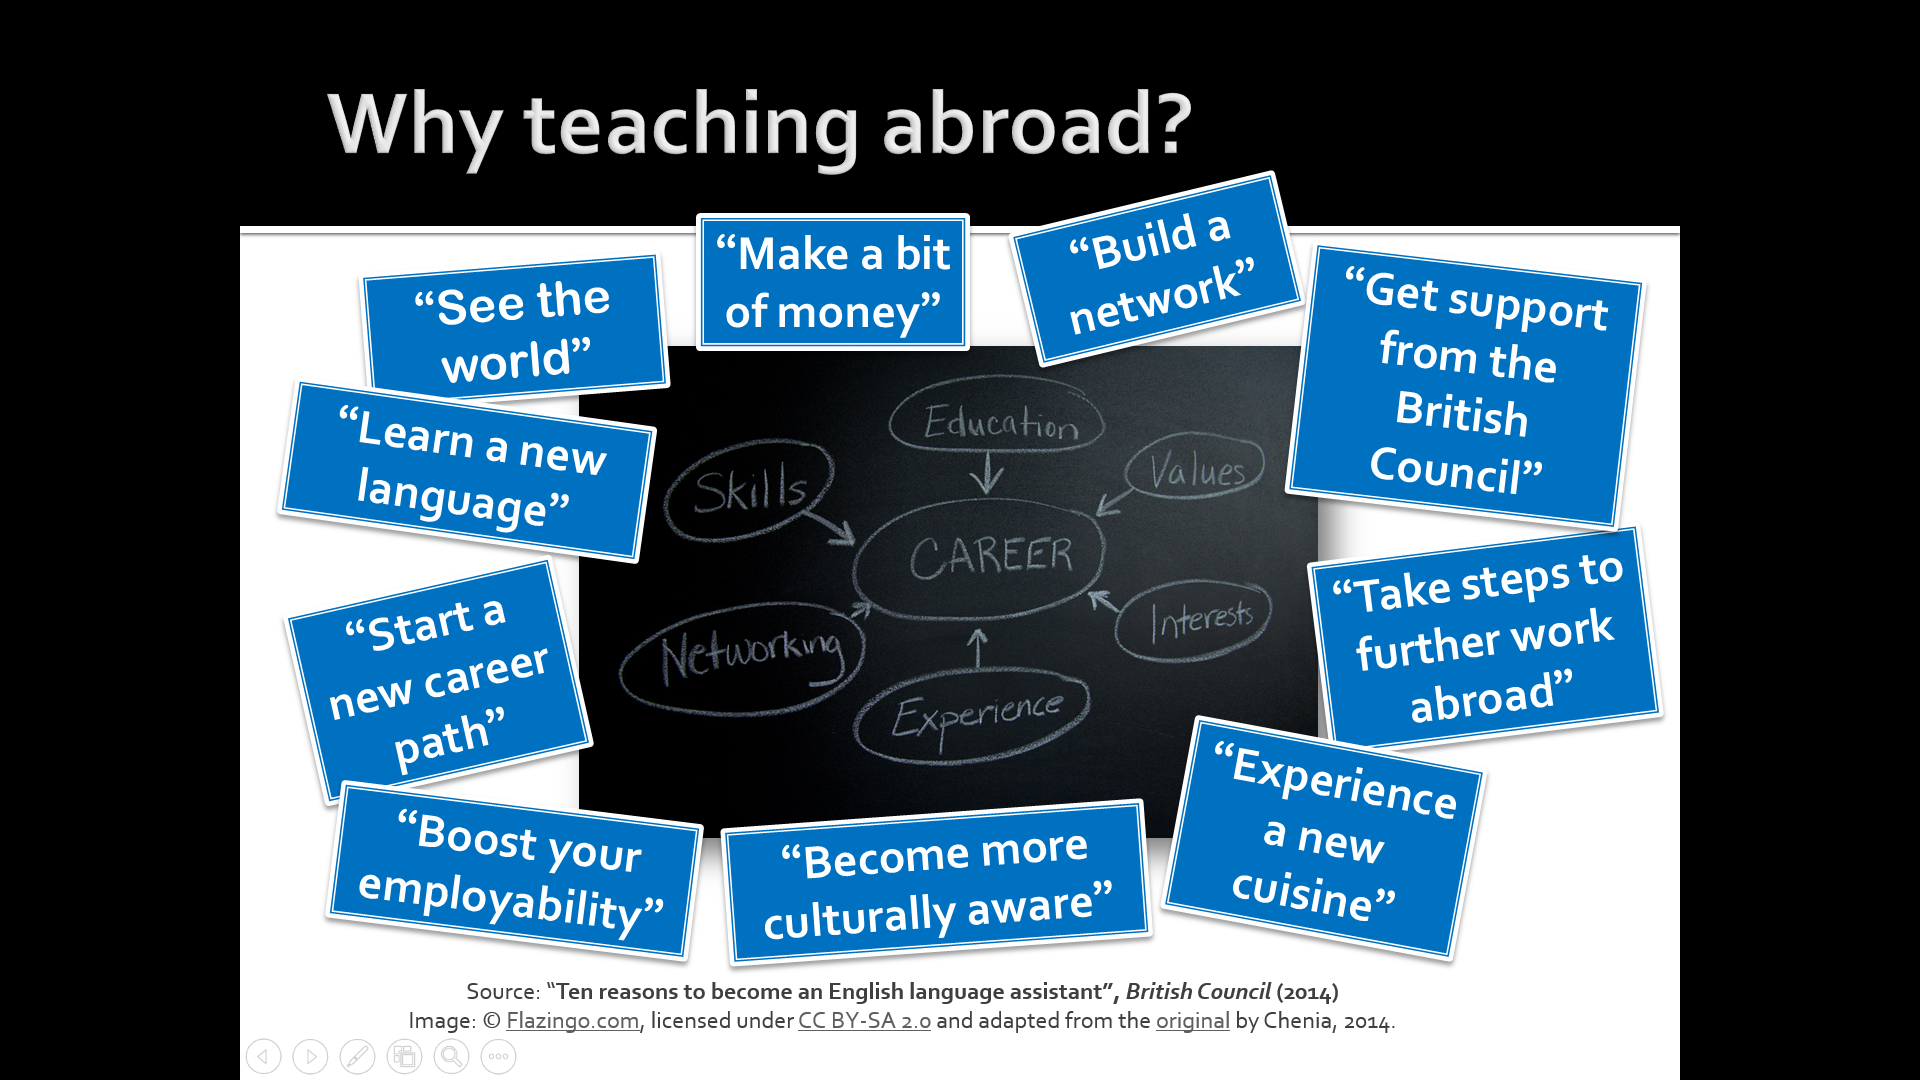 Why teaching abroad?
“Make a bit
of money”
“Build a
network”
“See the
world”
“Get support
from the
British
Council”
“Learn a new
language”
Education
Values
Skills
CAREER
“Take steps to
further work
abroad”
Interests
“Start a
new career
path”
Networking
Experience
“Experience
a new
cuisine”
“Boost your
employability”
“Become more
culturally aware”
Source: “Ten reasons to become an English language assistant”, British Council (2014)
Image: © Flazingo.com, licensed under CC BY-SA 2.0 and adapted from the original by Chenia, 2014.